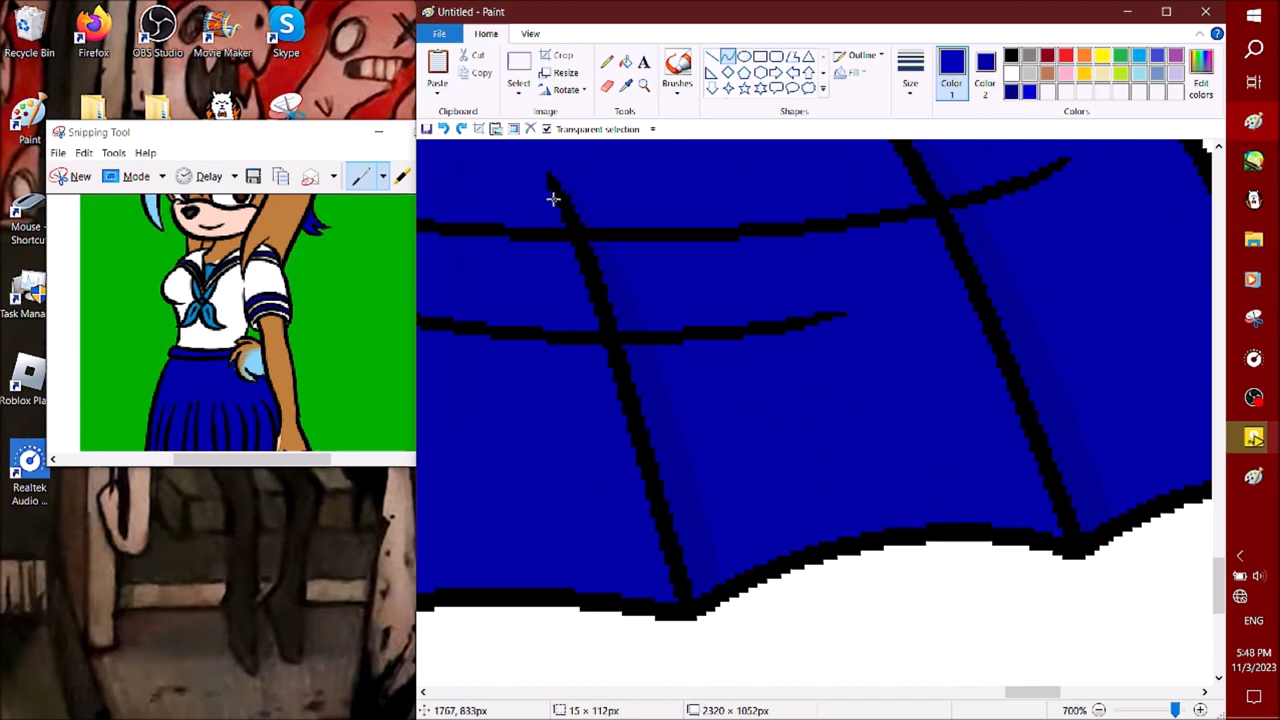 Recycle Bin
Firefox
OBS Studio
Movie Maker
Skype
Paint
Mouse -
Shortcu
Task Mana
Roblox Pla
Realtek
Audio ...
Snipping Tool
File Edit Tools Help
New Mode Delay
Untitled - Paint
File Home View
Paste
Cut
Copy
Clipboard
Select
Crop
Resize
Rotate
Image
A
Tools
Brushes
Shapes
Outline
Fill
Size
Color
1
Color
2
Colors
Edit
colors
Transparent selection
1767, 833px
15 × 112px
2320 × 1052px
700%
ENG
5:48 PM
11/3/2023